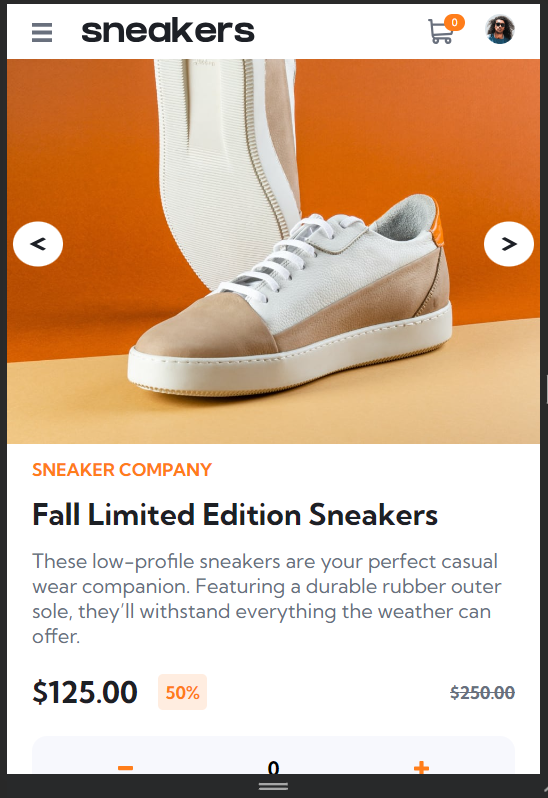 sneakers
0
< >
SNEAKER COMPANY
Fall Limited Edition Sneakers
These low-profile sneakers are your perfect casual
wear companion. Featuring a durable rubber outer
sole, they’ll withstand everything the weather can
offer.
$125.00 50% $250.00
− 0 +